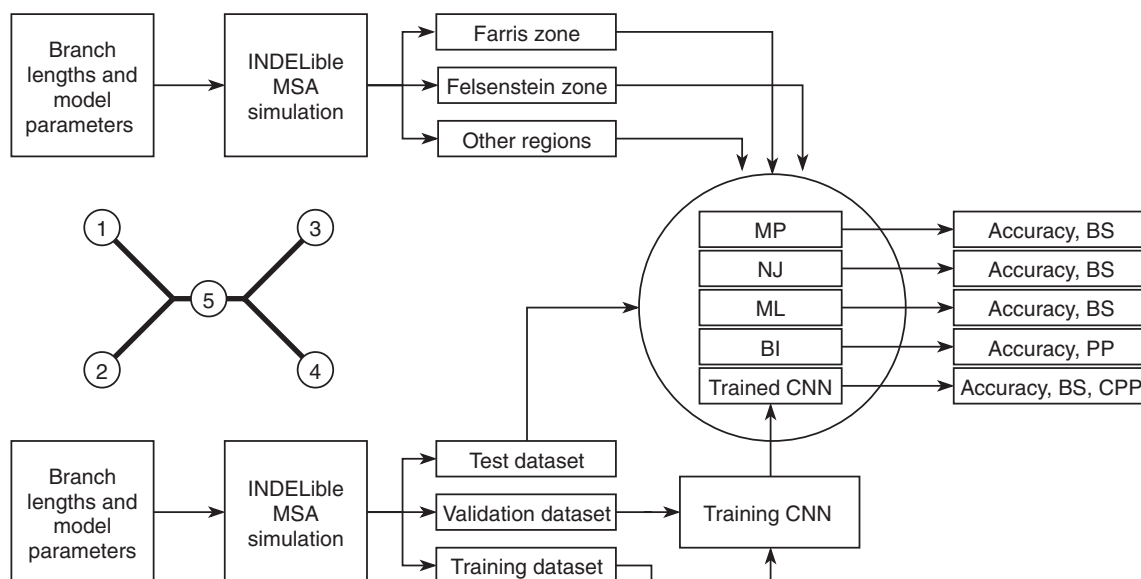 Branch
lengths and
model
parameters
INDELible
MSA
simulation
Farris zone
Felsenstein zone
Other regions
1
3
5
2
4
MP
NJ
ML
BI
Trained CNN
Accuracy, BS
Accuracy, BS
Accuracy, BS
Accuracy, PP
Accuracy, BS, CPP
Branch
lengths and
model
parameters
INDELible
MSA
simulation
Test dataset
Validation dataset
Training dataset
Training CNN